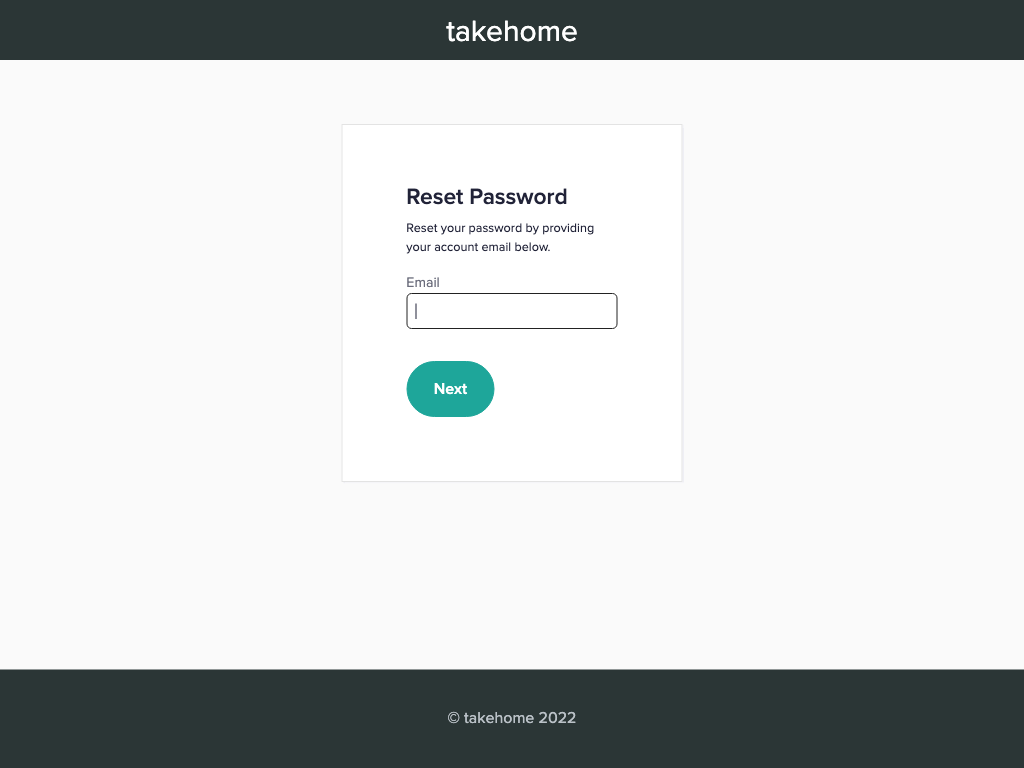 takehome
Reset Password
Reset your password by providing
your account email below.
Email
Next
© takehome 2022